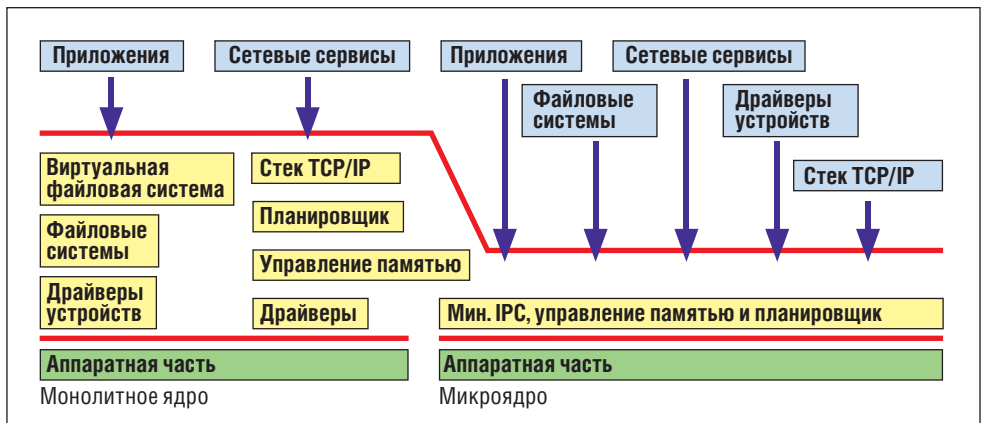 Приложения
Сетевые сервисы
Виртуальная
файловая система
Файловые
системы
Драйверы
устройств
Стек TCP/IP
Планировщик
Управление памятью
Драйверы
Аппаратная часть
Монолитное ядро
Приложения
Сетевые сервисы
Файловые
системы
Драйверы
устройств
Стек TCP/IP
Мин. IPC, управление памятью и планировщик
Аппаратная часть
Микроядро